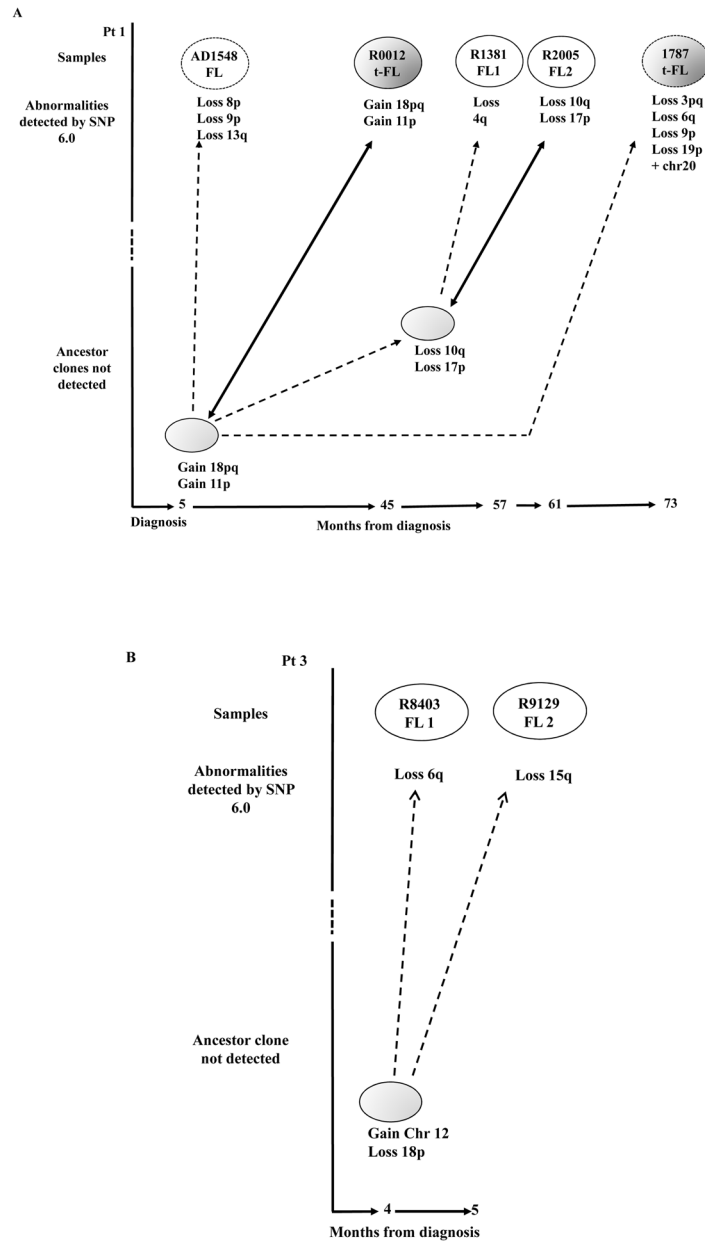 A
Pt 1
Samples
AD1548
FL
R0012
t-FL
R1381
FL1
R2005
FL2
1787
t-FL
Abnormalities
detected by SNP
6.0
Loss 8p
Loss 9p
Loss 13q
Gain 18pq
Gain 11p
Loss
4q
Loss 10q
Loss 17p
Loss 3pq
Loss 6q
Loss 9p
Loss 19p
+ chr20
Ancestor
clones not
detected
Loss 10q
Loss 17p
Gain 18pq
Gain 11p
5
45
57
61
73
Diagnosis
Months from diagnosis
B
Pt 3
Samples
R8403
FL 1
R9129
FL 2
Abnormalities
detected by SNP
6.0
Loss 6q
Loss 15q
Ancestor clone
not detected
Gain Chr 12
Loss 18p
4
5
Months from diagnosis